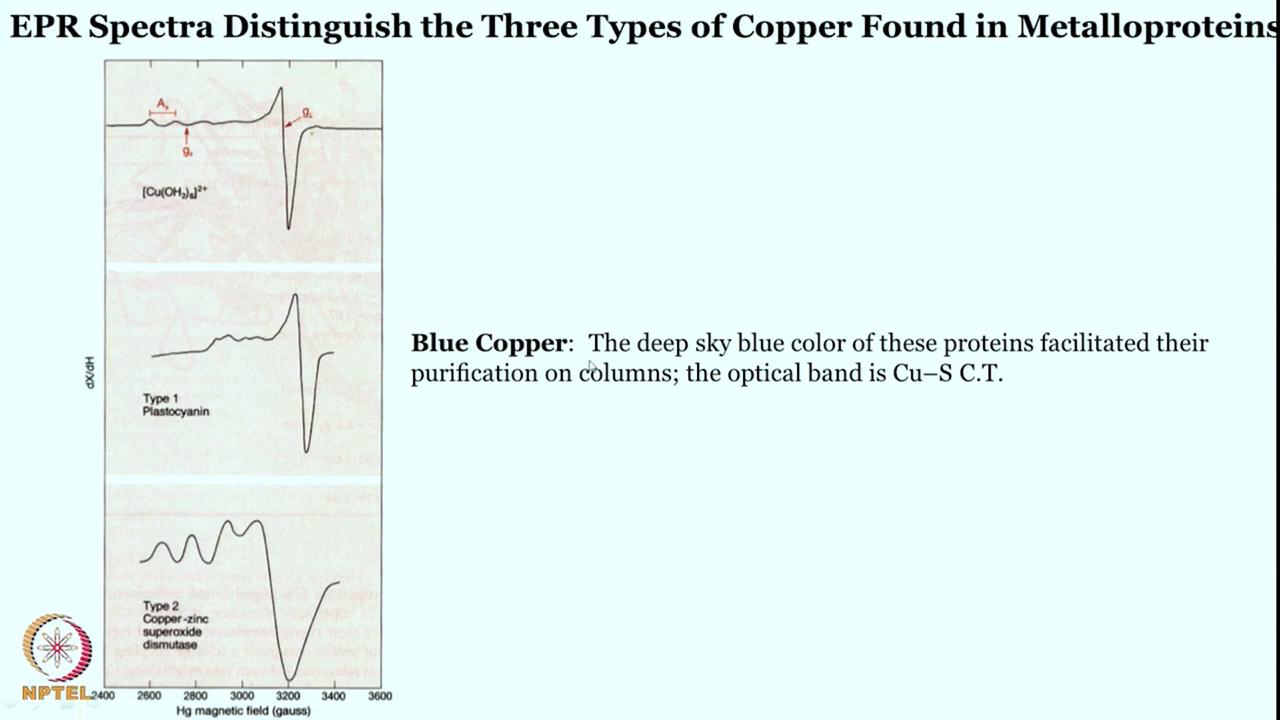 EPR Spectra Distinguish the Three Types of Copper Found in Metalloproteins
A
g
g
[Cu(OH₂)₆]²⁺
Type 1
Plastocyanin
Type 2
Copper-zinc
superoxide
dismutase
dX/dH
2400 2600 2800 3000 3200 3400 3600
Hg magnetic field (gauss)
Blue Copper: The deep sky blue color of these proteins facilitated their
purification on columns; the optical band is Cu–S C.T.
NPTEL